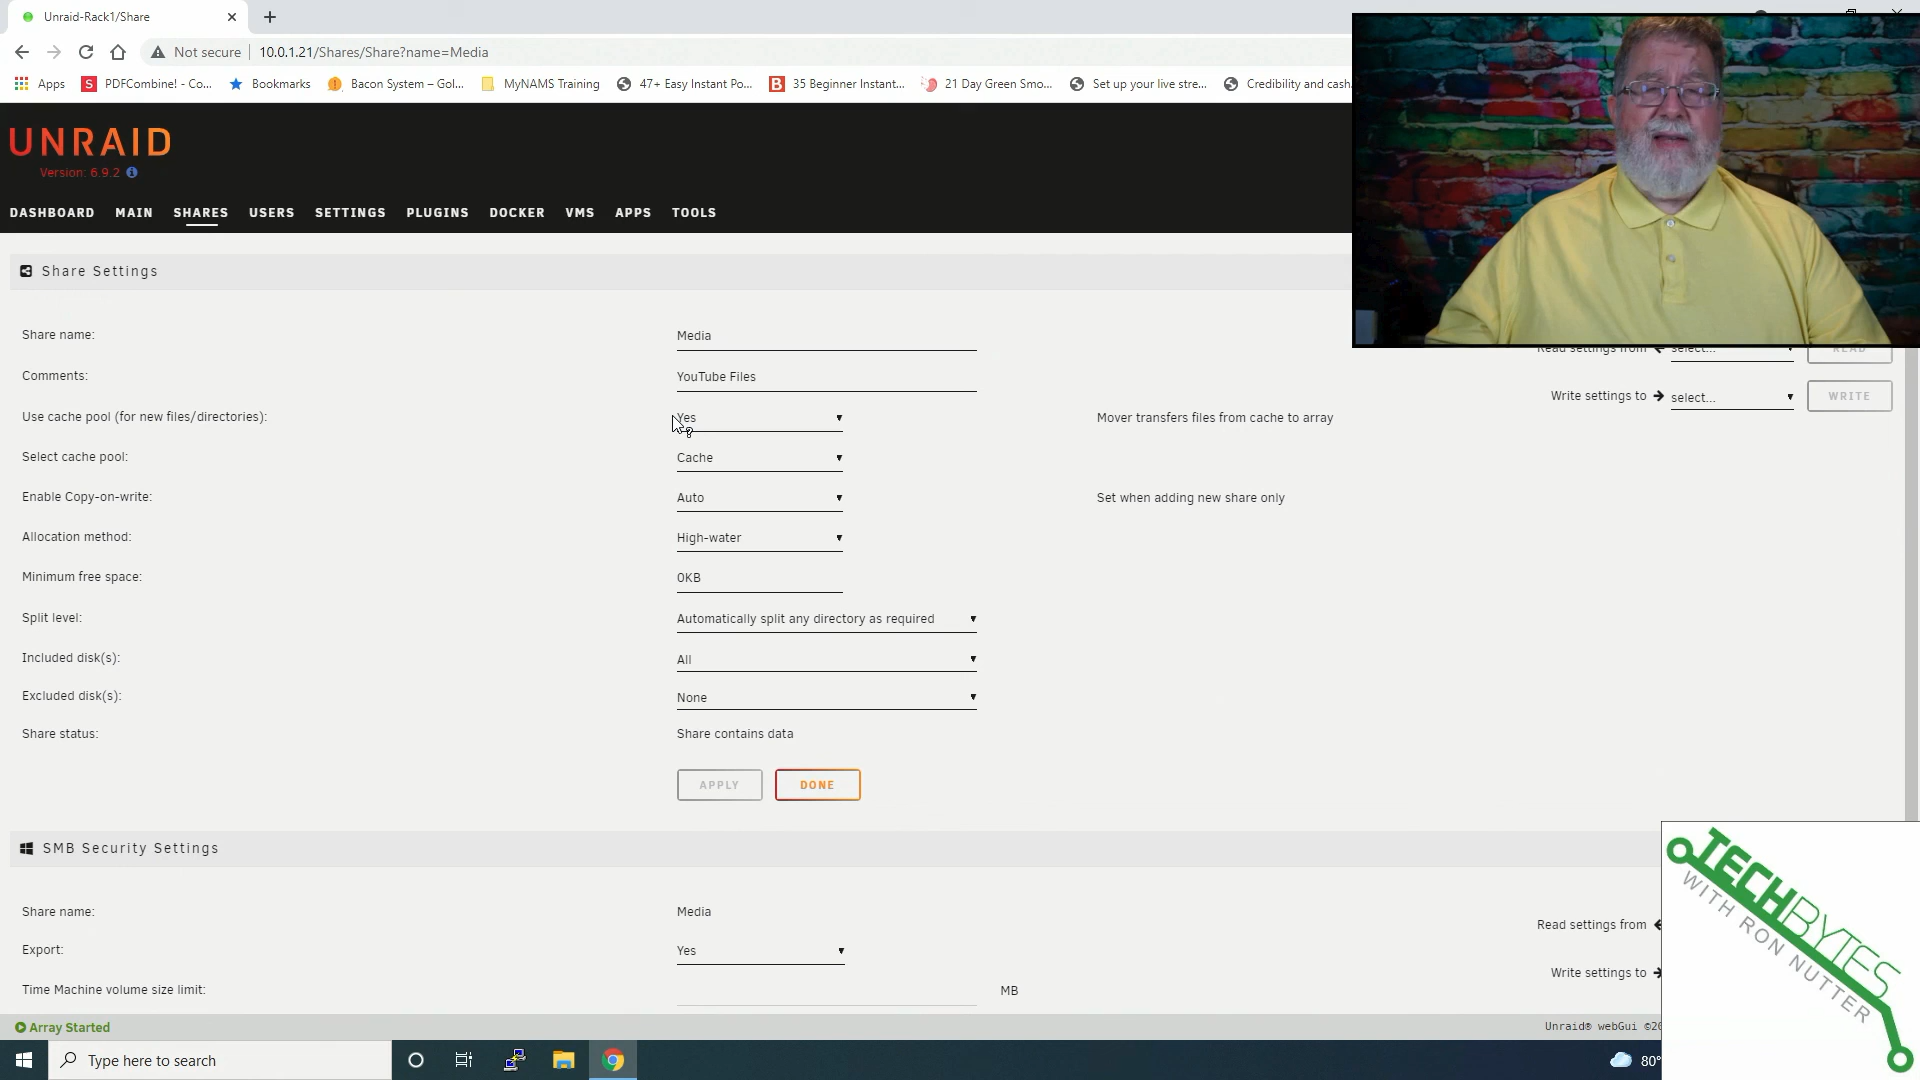 Unraid-Rack1/Share
Not secure
10.0.1.21/Shares/Share?name=Media
Apps
PDFCombine! - Co...
Bookmarks
Bacon System – Gol...
MyNAMS Training
47+ Easy Instant Po...
35 Beginner Instant...
21 Day Green Smo...
Set up your live stre...
Credibility and cash
UNRAID
Version: 6.9.2
DASHBOARD MAIN SHARES USERS SETTINGS PLUGINS DOCKER VMS APPS TOOLS
Share Settings
Share name: Media
Read settings from select... READ
Comments: YouTube Files
Write settings to select... WRITE
Use cache pool (for new files/directories): Yes Mover transfers files from cache to array
Select cache pool: Cache
Enable Copy-on-write: Auto Set when adding new share only
Allocation method: High-water
Minimum free space: 0KB
Split level: Automatically split any directory as required
Included disk(s): All
Excluded disk(s): None
Share status: Share contains data
APPLY DONE
SMB Security Settings
Share name: Media
Read settings from
Export: Yes
Write settings to
Time Machine volume size limit: MB
Array Started
Unraid® webGui ©20
Type here to search
80°
TECHBYTES
WITH RON NUTTER